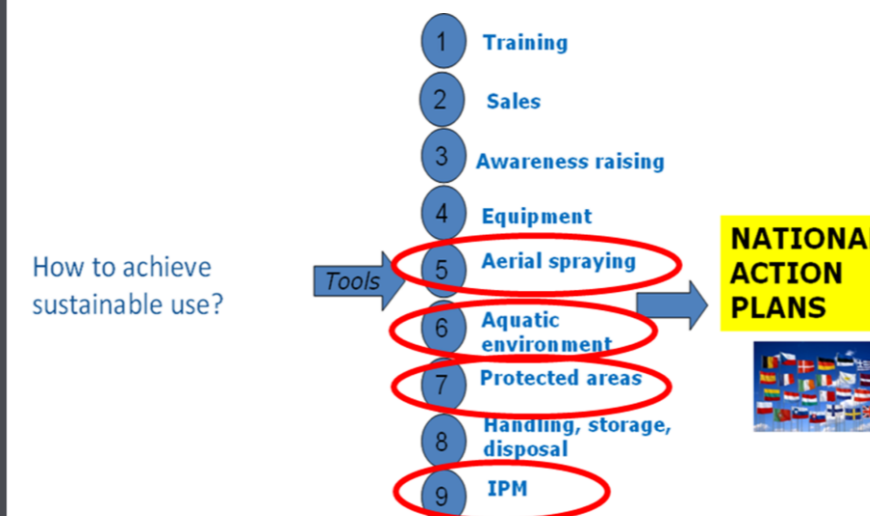 1 Training
2 Sales
3 Awareness raising
4 Equipment
How to achieve
sustainable use?
Tools
5 Aerial spraying
6 Aquatic
environment
7 Protected areas
8 Handling, storage,
disposal
9 IPM
NATIONA
ACTION
PLANS